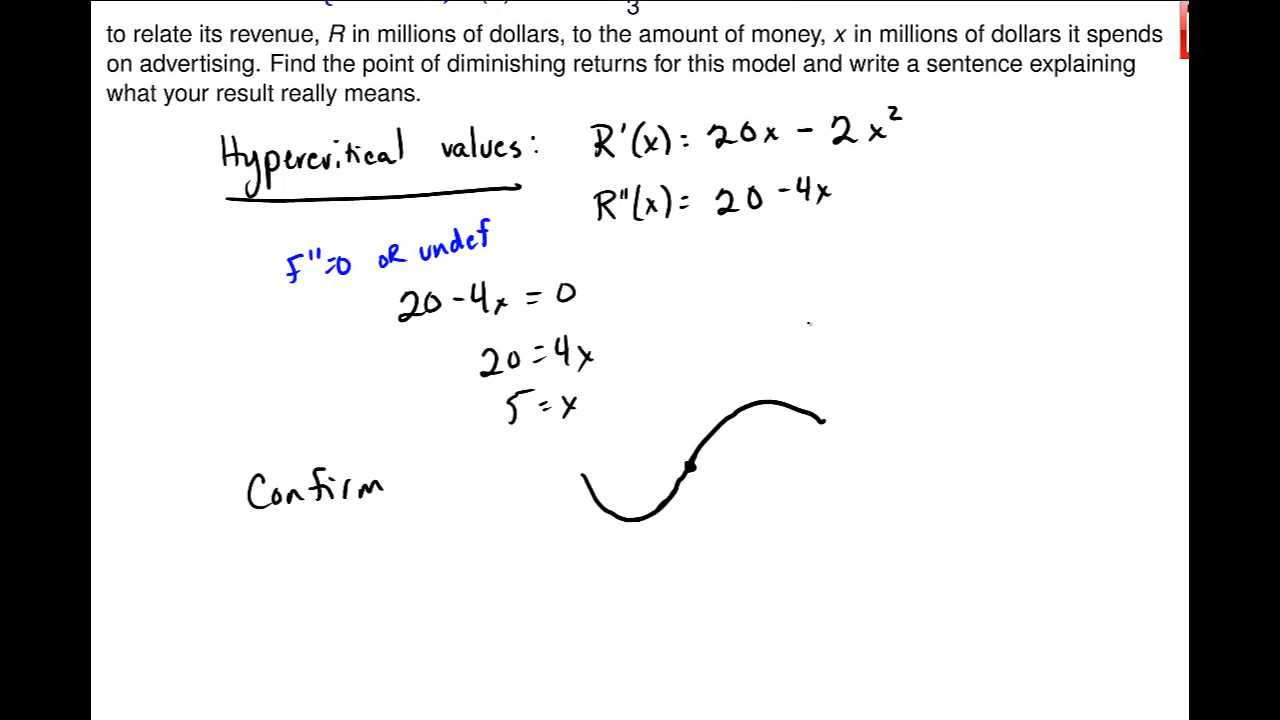 3
to relate its revenue, R in millions of dollars, to the amount of money, x in millions of dollars it spends
on advertising. Find the point of diminishing returns for this model and write a sentence explaining
what your result really means.
Hypercritical values: R'(x) = 20x - 2x²
R"(x) = 20 - 4x
F"=0 OR undef
20 - 4x = 0
20 = 4x
5 = x
Confirm